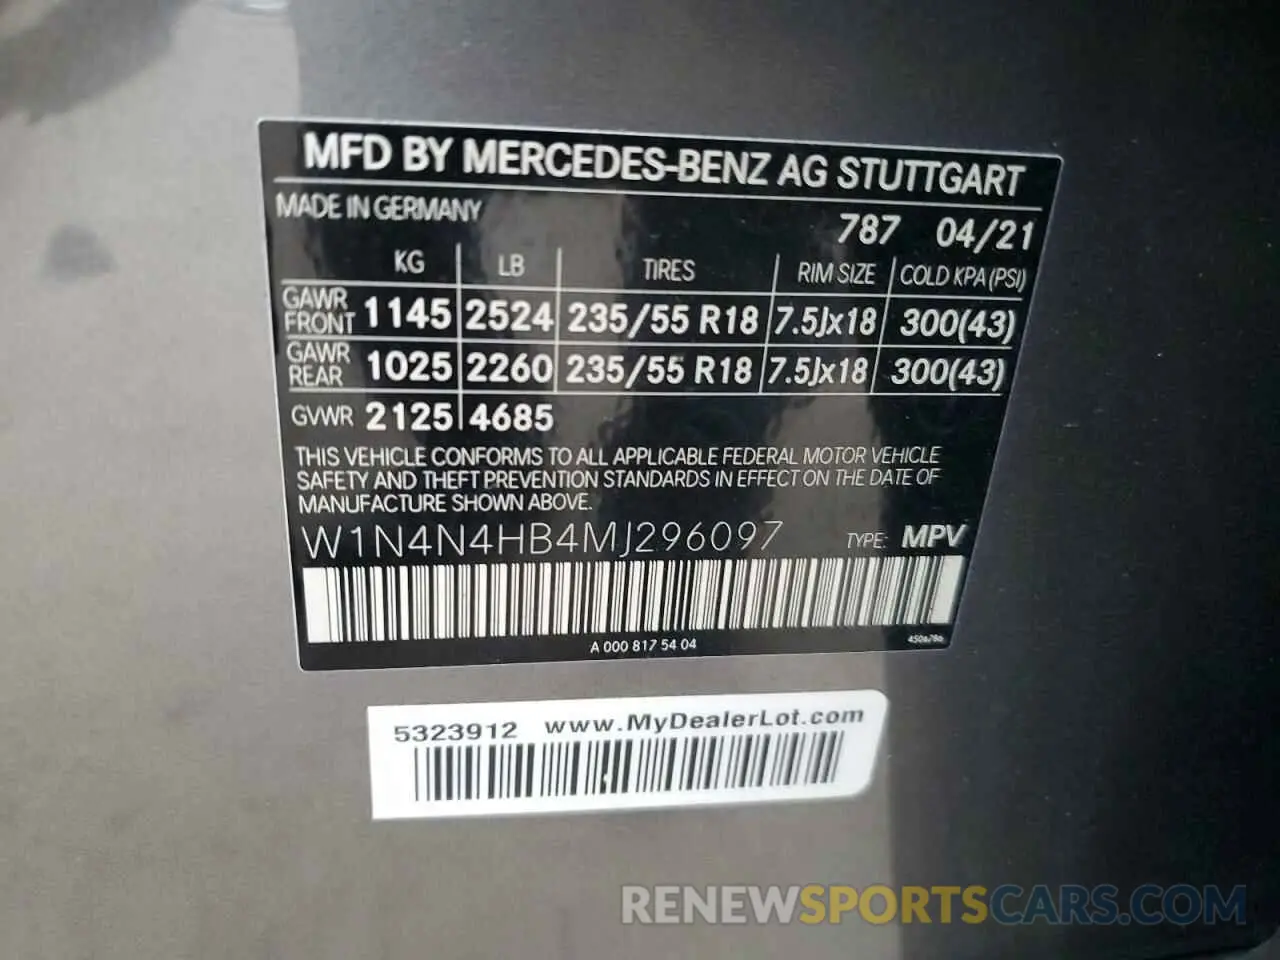 MFD BY MERCEDES-BENZ AG STUTTGART
MADE IN GERMANY
787 04/21
KG LB TIRES RIM SIZE COLD KPA (PSI)
GAWR FRONT 1145 2524 235/55 R18 7.5Jx18 300(43)
GAWR REAR 1025 2260 235/55 R18 7.5Jx18 300(43)
GVWR 2125 4685
THIS VEHICLE CONFORMS TO ALL APPLICABLE FEDERAL MOTOR VEHICLE
SAFETY AND THEFT PREVENTION STANDARDS IN EFFECT ON THE DATE OF
MANUFACTURE SHOWN ABOVE.
W1N4N4HB4MJ296097 TYPE: MPV
A 000 817 54 04
5323912 www.MyDealerLot.com
RENEWSPORTSCARS.COM